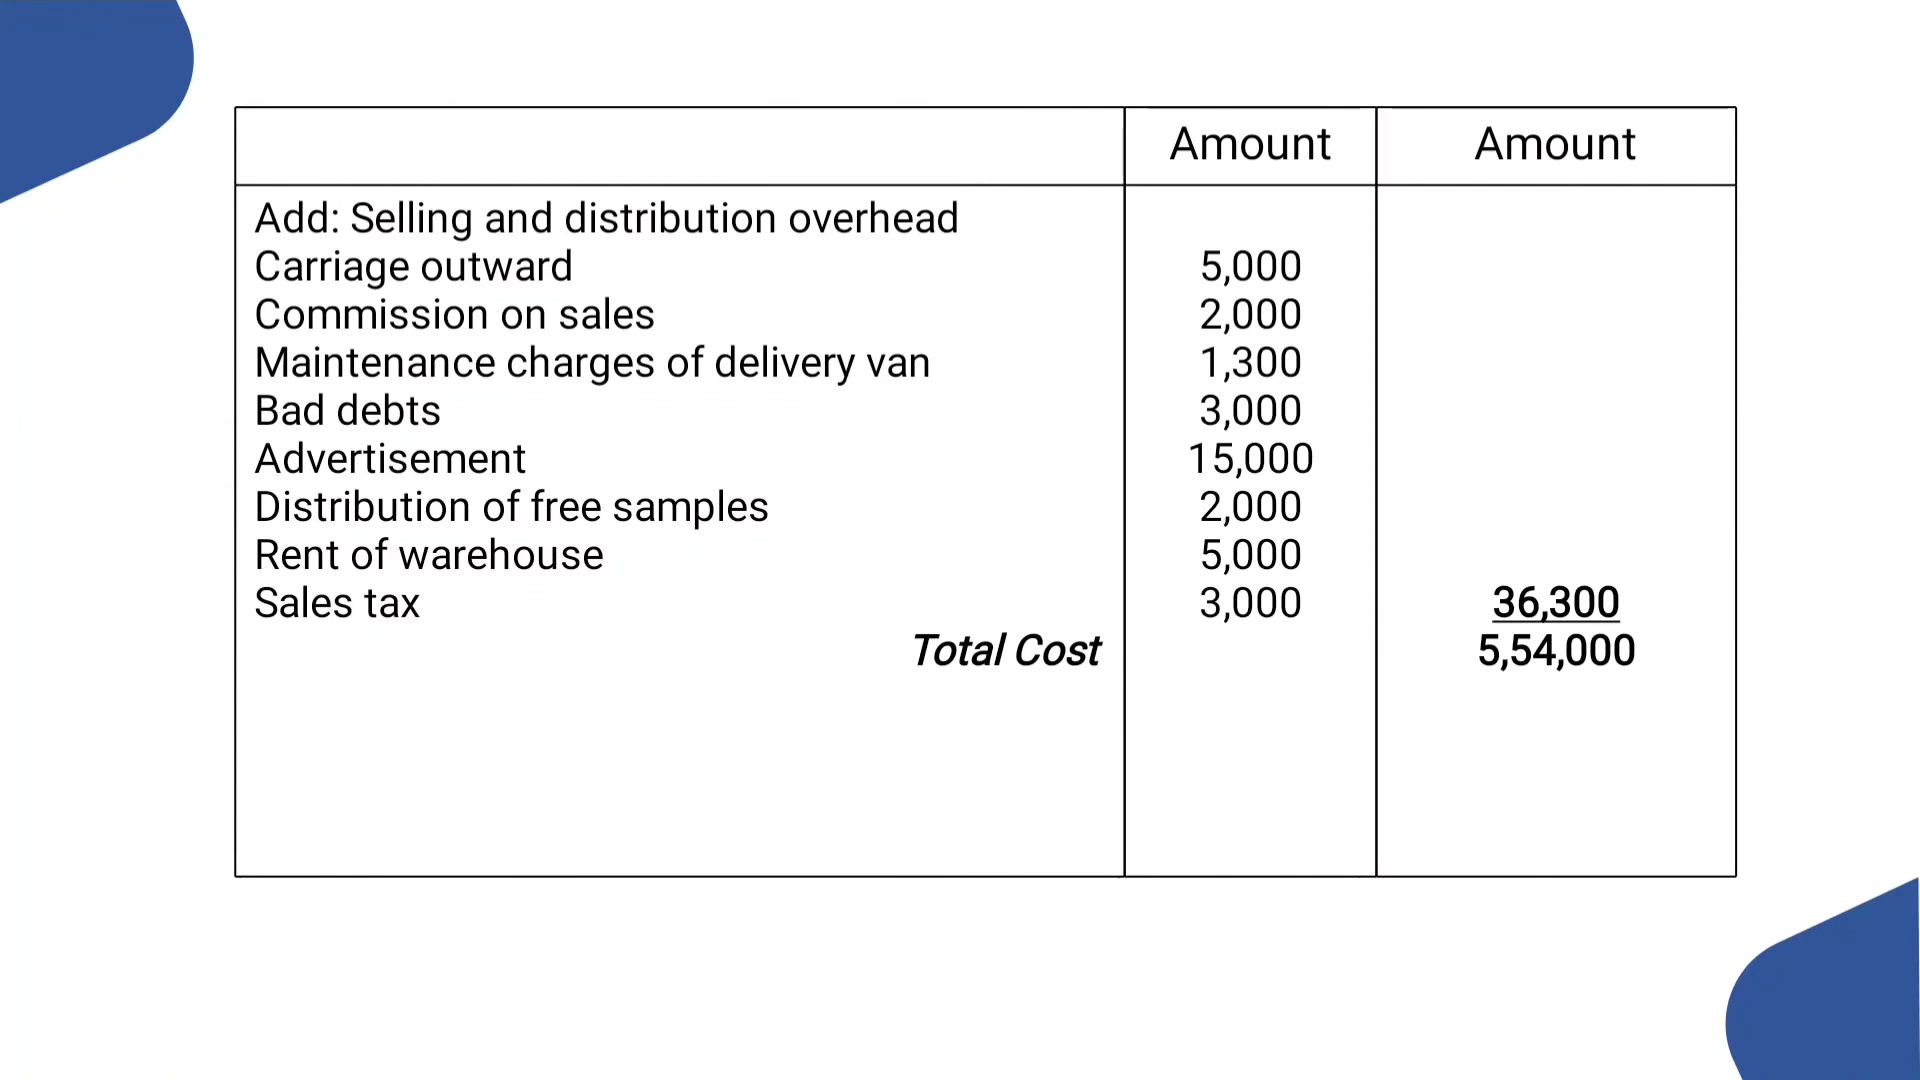 Amount Amount
Add: Selling and distribution overhead
Carriage outward 5,000
Commission on sales 2,000
Maintenance charges of delivery van 1,300
Bad debts 3,000
Advertisement 15,000
Distribution of free samples 2,000
Rent of warehouse 5,000
Sales tax 3,000 36,300
Total Cost 5,54,000